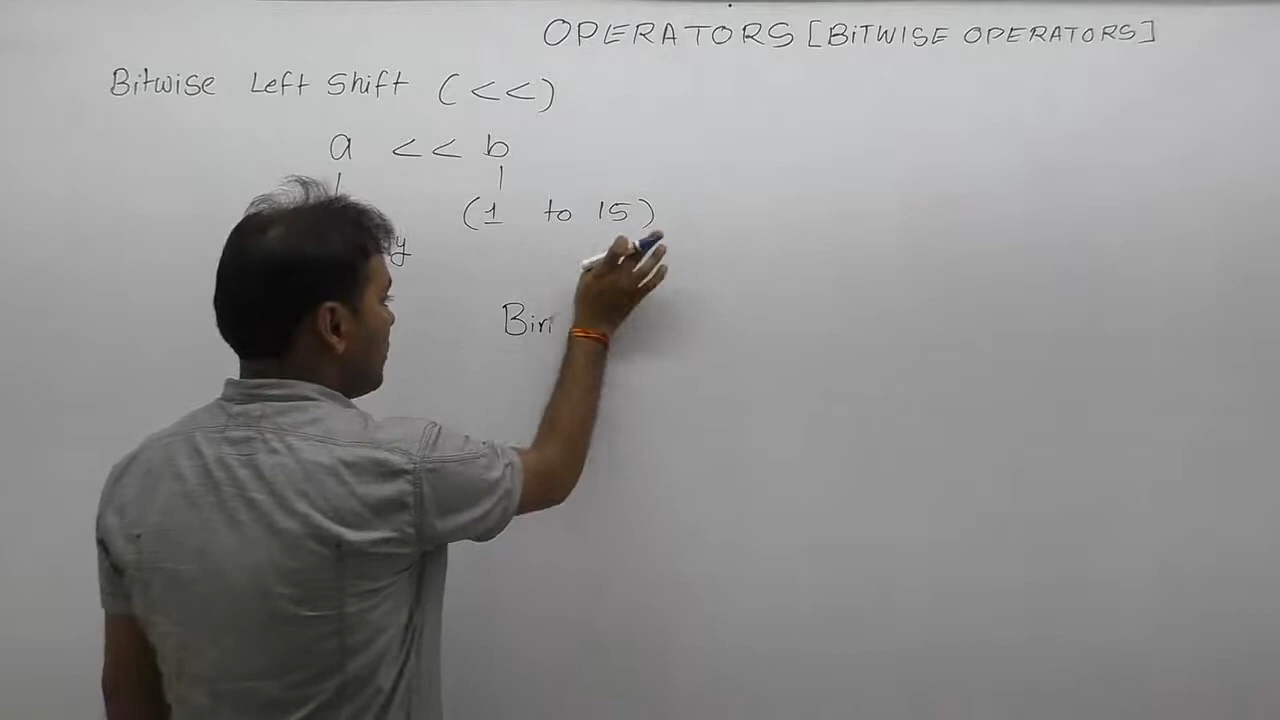 OPERATORS [BITWISE OPERATORS]
Bitwise Left Shift (<<)
a << b
(1 to 15)